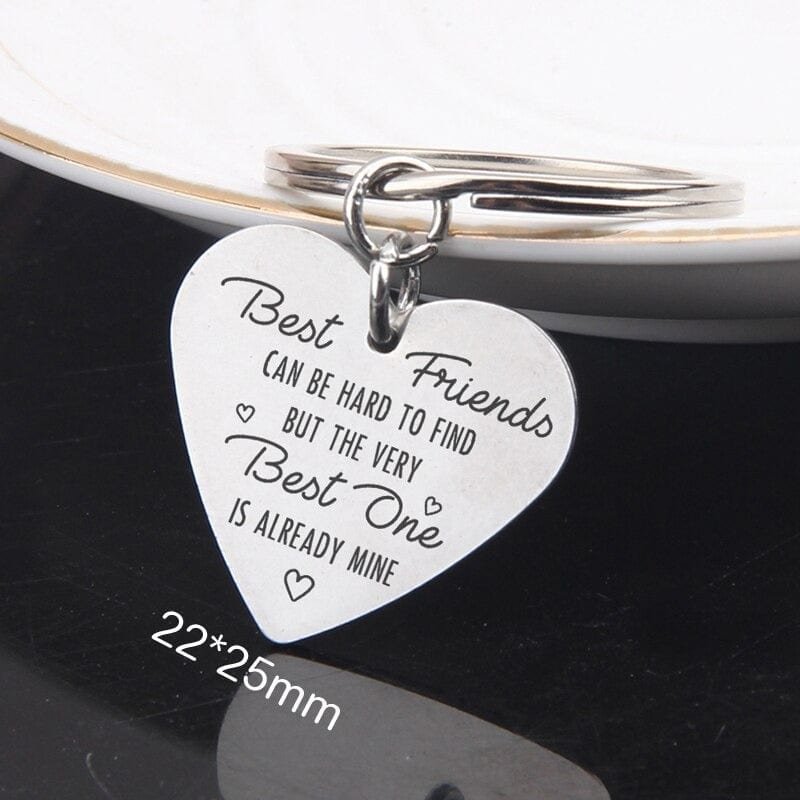 Best Friends
CAN BE HARD TO FIND
BUT THE VERY
Best One
IS ALREADY MINE
22*25mm